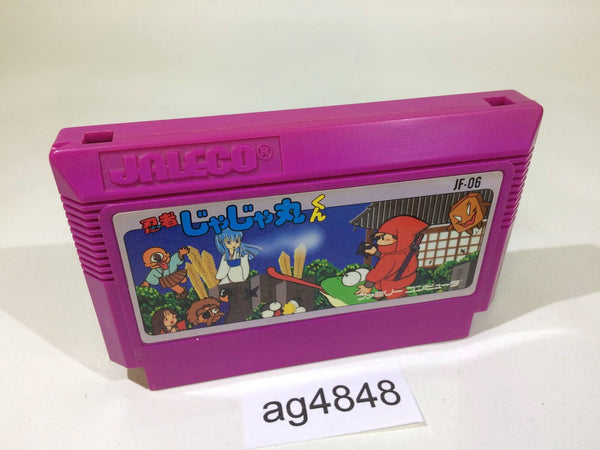 JALECO®
JF-06
忍者じゃじゃ丸くん
ファミリー コンピュータ
ag4848